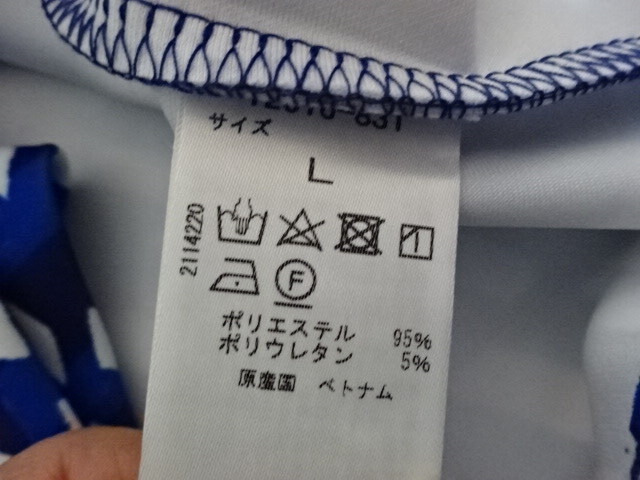 サイズ
L
2114220
F
ポリエステル 95%
ポリウレタン 5%
原産国 ベトナム